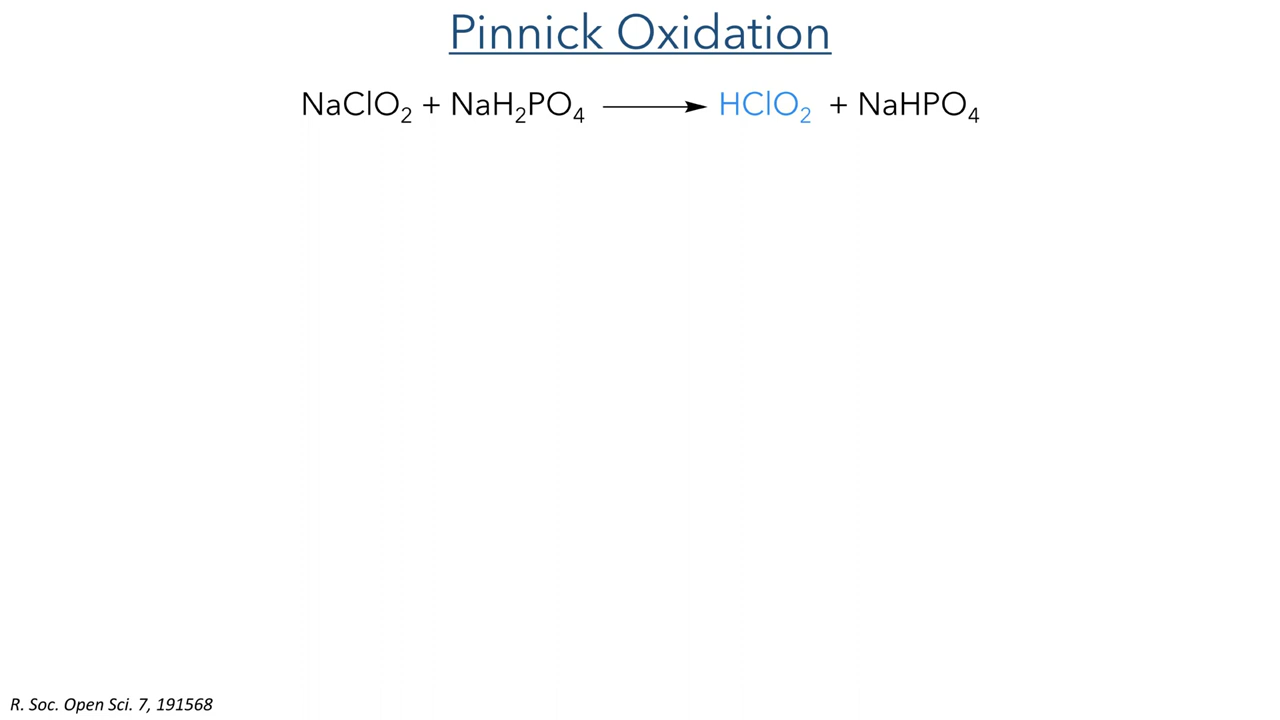 Pinnick Oxidation
NaClO₂ + NaH₂PO₄ ⟶ HClO₂ + NaHPO₄
R. Soc. Open Sci. 7, 191568